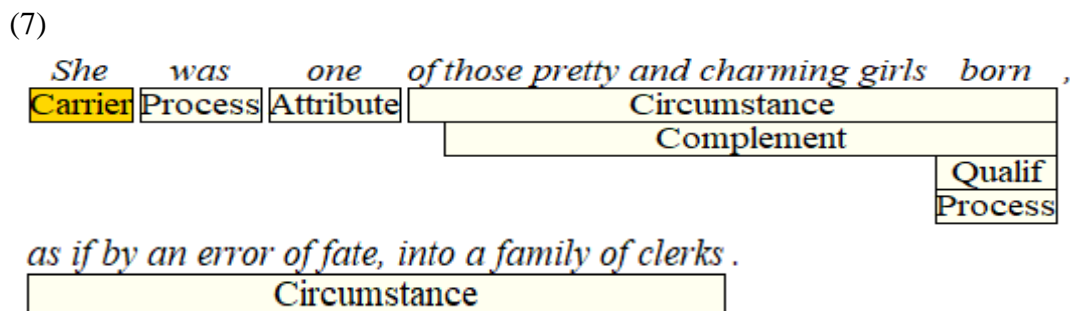 (7)
She was one of those pretty and charming girls born ,
Carrier Process Attribute Circumstance
Complement
Qualif
Process
as if by an error of fate, into a family of clerks .
Circumstance